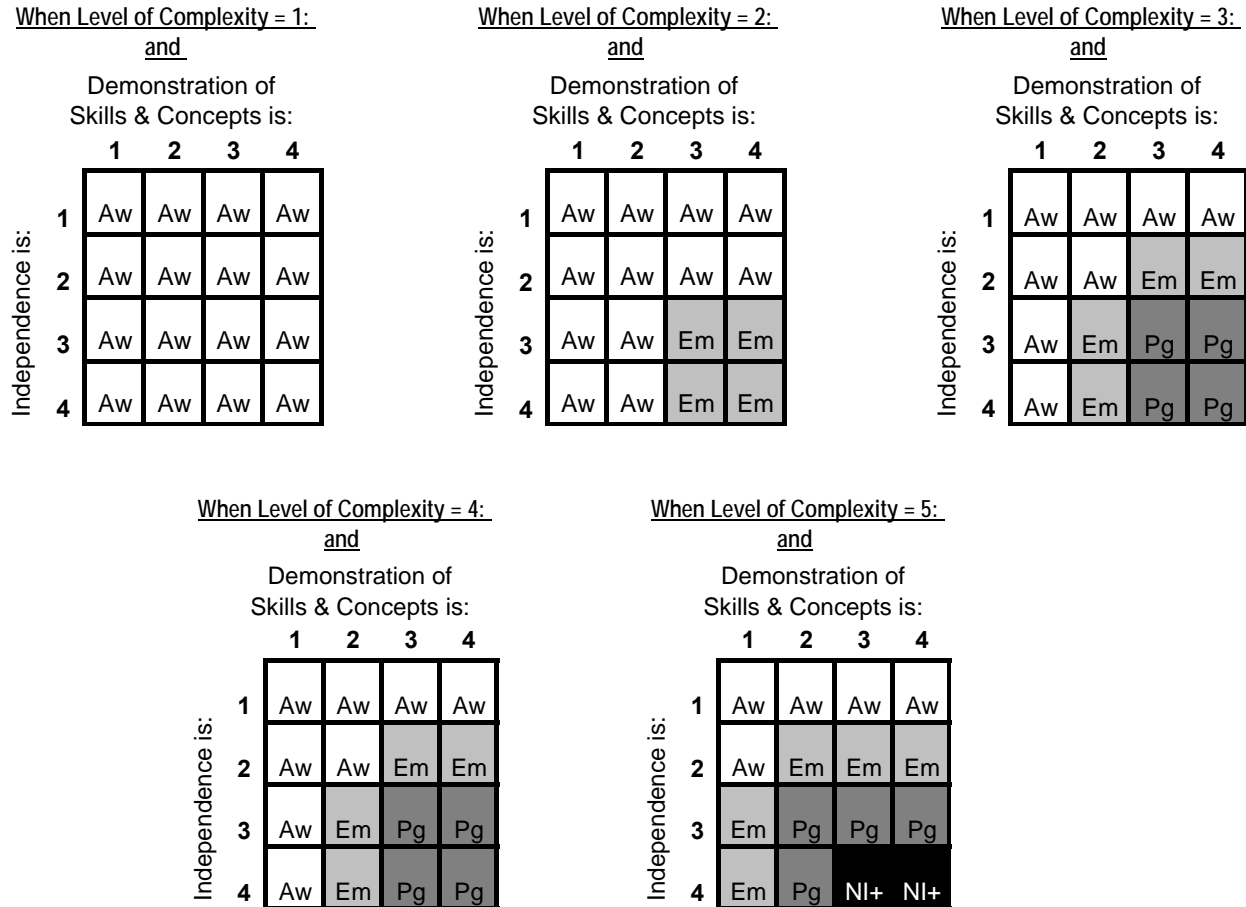 When Level of Complexity = 1:
and
Demonstration of
Skills & Concepts is:
1 2 3 4
Independence is:
1 Aw Aw Aw Aw
2 Aw Aw Aw Aw
3 Aw Aw Aw Aw
4 Aw Aw Aw Aw
When Level of Complexity = 2:
and
Demonstration of
Skills & Concepts is:
1 2 3 4
Independence is:
1 Aw Aw Aw Aw
2 Aw Aw Aw Aw
3 Aw Aw Em Em
4 Aw Aw Em Em
When Level of Complexity = 3:
and
Demonstration of
Skills & Concepts is:
1 2 3 4
Independence is:
1 Aw Aw Aw Aw
2 Aw Aw Em Em
3 Aw Em Pg Pg
4 Aw Em Pg Pg
When Level of Complexity = 4:
and
Demonstration of
Skills & Concepts is:
1 2 3 4
Independence is:
1 Aw Aw Aw Aw
2 Aw Aw Em Em
3 Aw Em Pg Pg
4 Aw Em Pg Pg
When Level of Complexity = 5:
and
Demonstration of
Skills & Concepts is:
1 2 3 4
Independence is:
1 Aw Aw Aw Aw
2 Aw Em Em Em
3 Em Pg Pg Pg
4 Em Pg NI+ NI+